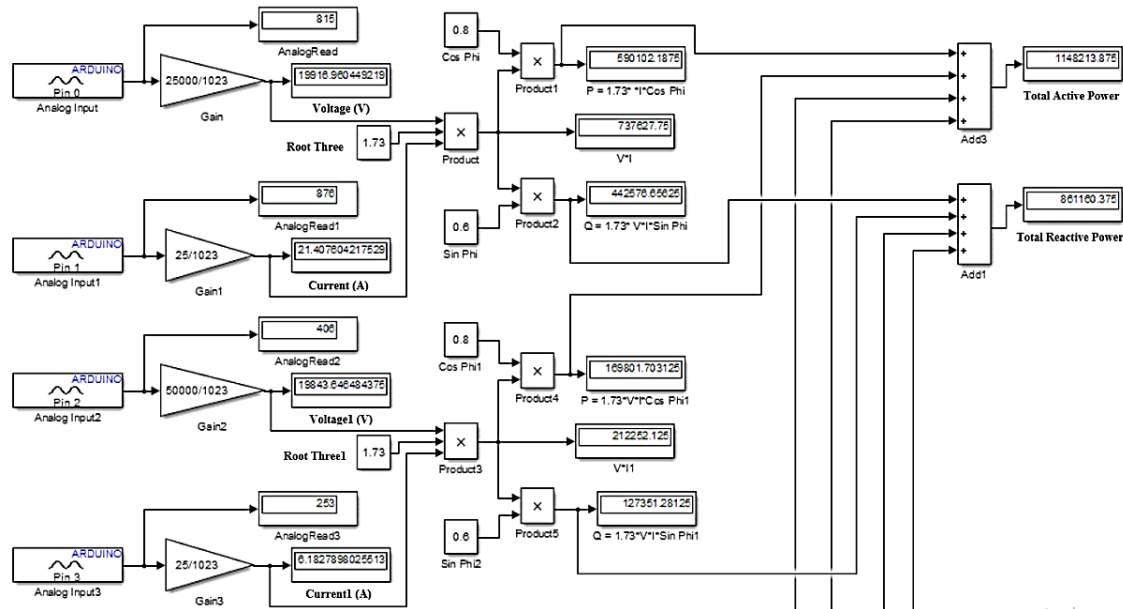 ARDUINO
Pin 0
Analog Input
25000/1023
Gain
815
AnalogRead
19916.960449219
Voltage (V)
Root Three
1.73
×
Product
0.8
Cos Phi
×
Product1
590102.1875
P = 1.73* *I*Cos Phi
737627.75
V*I
×
Product2
442576.65625
Q = 1.73* V*I*Sin Phi
0.6
Sin Phi
+
+
+
+
Add3
1148213.875
Total Active Power
+
+
+
+
Add1
861160.375
Total Reactive Power
ARDUINO
Pin 1
Analog Input1
25/1023
Gain1
876
AnalogRead1
21.407604217529
Current (A)
ARDUINO
Pin 2
Analog Input2
50000/1023
Gain2
406
AnalogRead2
19843.646484375
Voltage1 (V)
Root Three1
1.73
×
Product3
0.8
Cos Phi1
×
Product4
169801.703125
P = 1.73*V*I*Cos Phi1
212252.125
V*I1
×
Product5
127351.28125
Q = 1.73*V*I*Sin Phi1
0.6
Sin Phi2
ARDUINO
Pin 3
Analog Input3
25/1023
Gain3
253
AnalogRead3
6.1827898025513
Current1 (A)